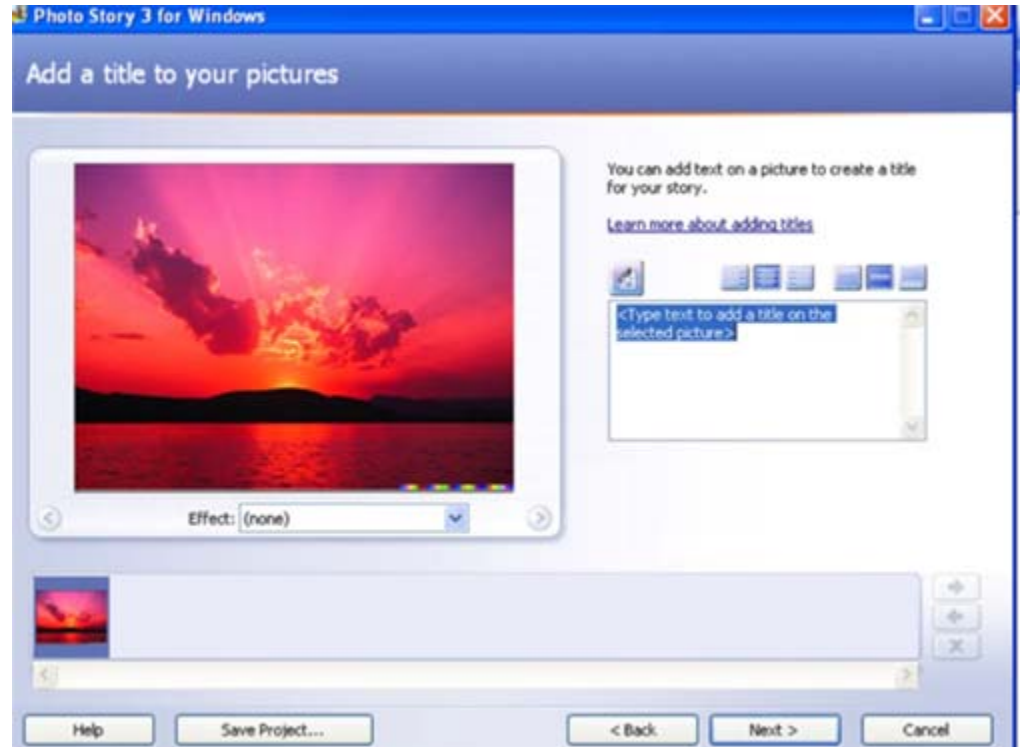 Photo Story 3 for Windows
Add a title to your pictures
You can add text on a picture to create a title
for your story.
Learn more about adding titles
<Type text to add a title on the
selected picture>
Effect: (none)
Help
Save Project...
< Back
Next >
Cancel